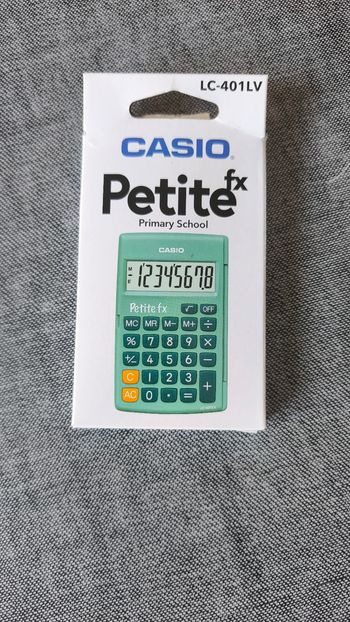 LC-401LV
CASIO
Petite fx
Primary School
CASIO
M
E
12345678
Petite fx
√ OFF
MC MR M− M+ ÷
% 7 8 9 ×
+/− 4 5 6 −
C 1 2 3 +
AC 0 · =